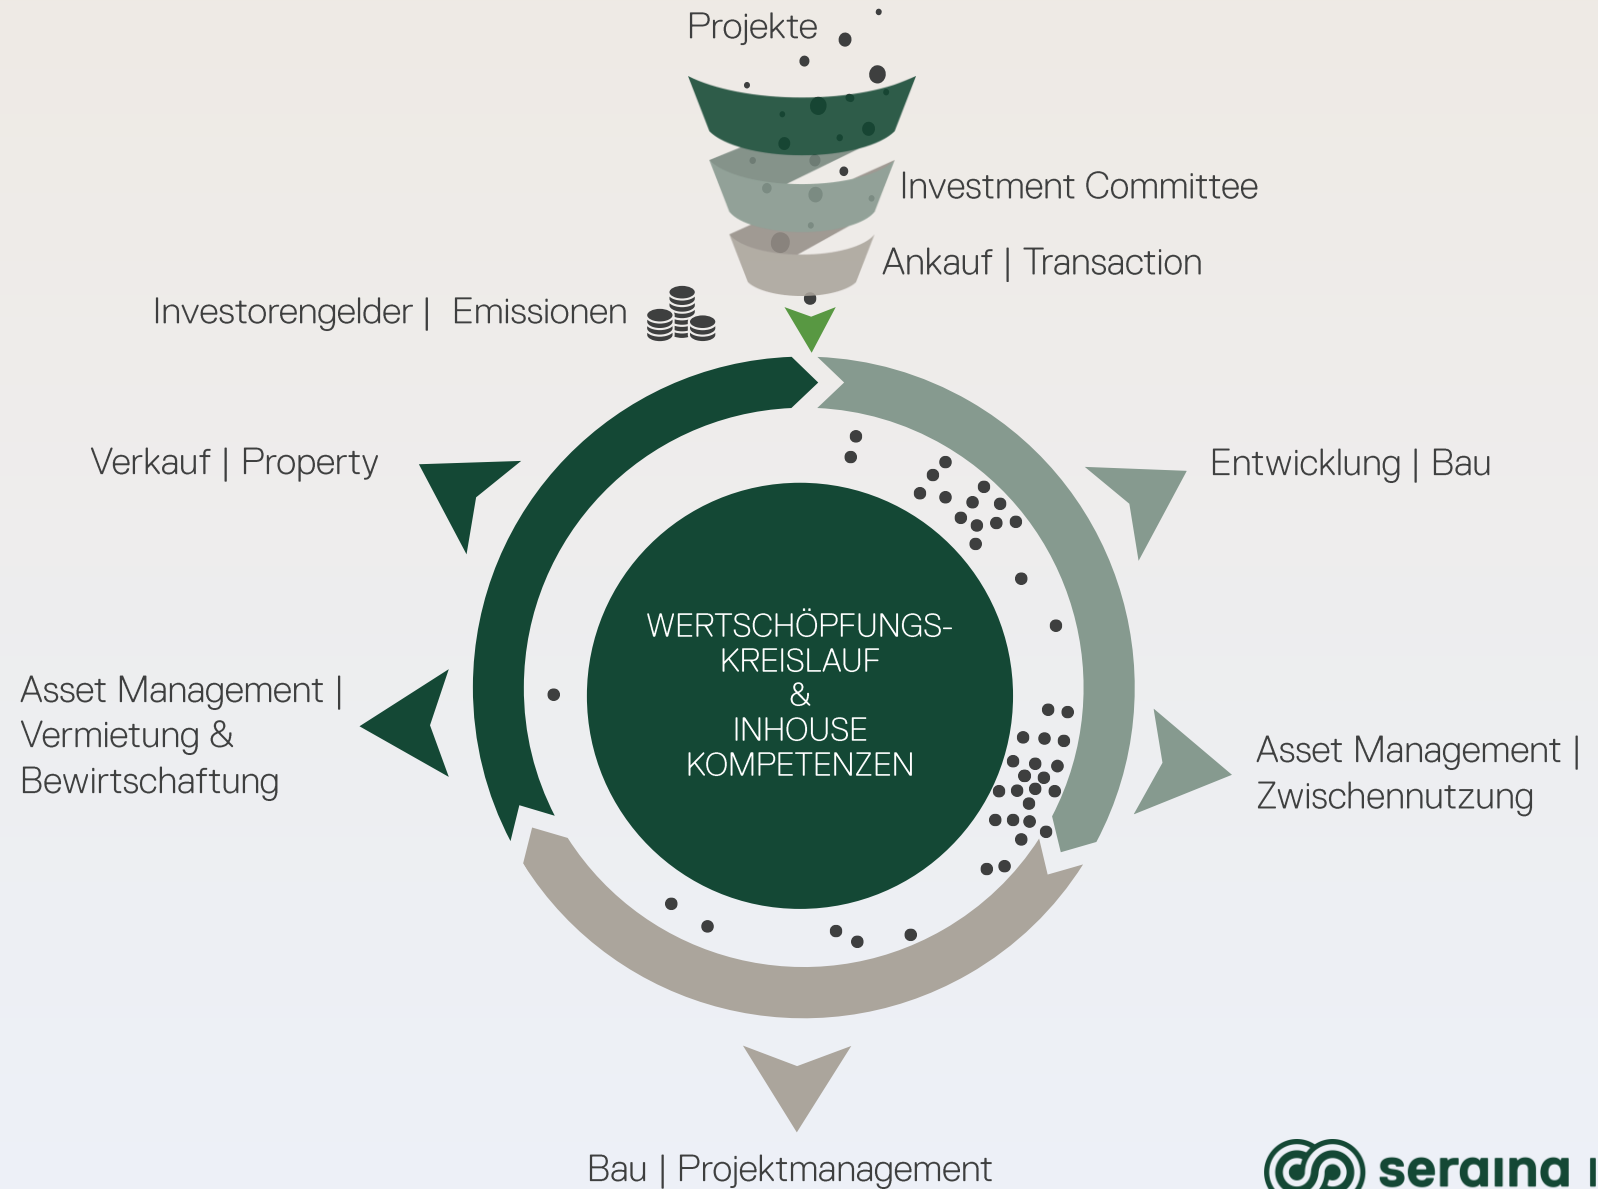 Projekte
Investment Committee
Ankauf | Transaction
Investorengelder | Emissionen
Verkauf | Property
Entwicklung | Bau
WERTSCHÖPFUNGS-
KREISLAUF
&
INHOUSE
KOMPETENZEN
Asset Management |
Vermietung &
Bewirtschaftung
Asset Management |
Zwischennutzung
Bau | Projektmanagement
seraina